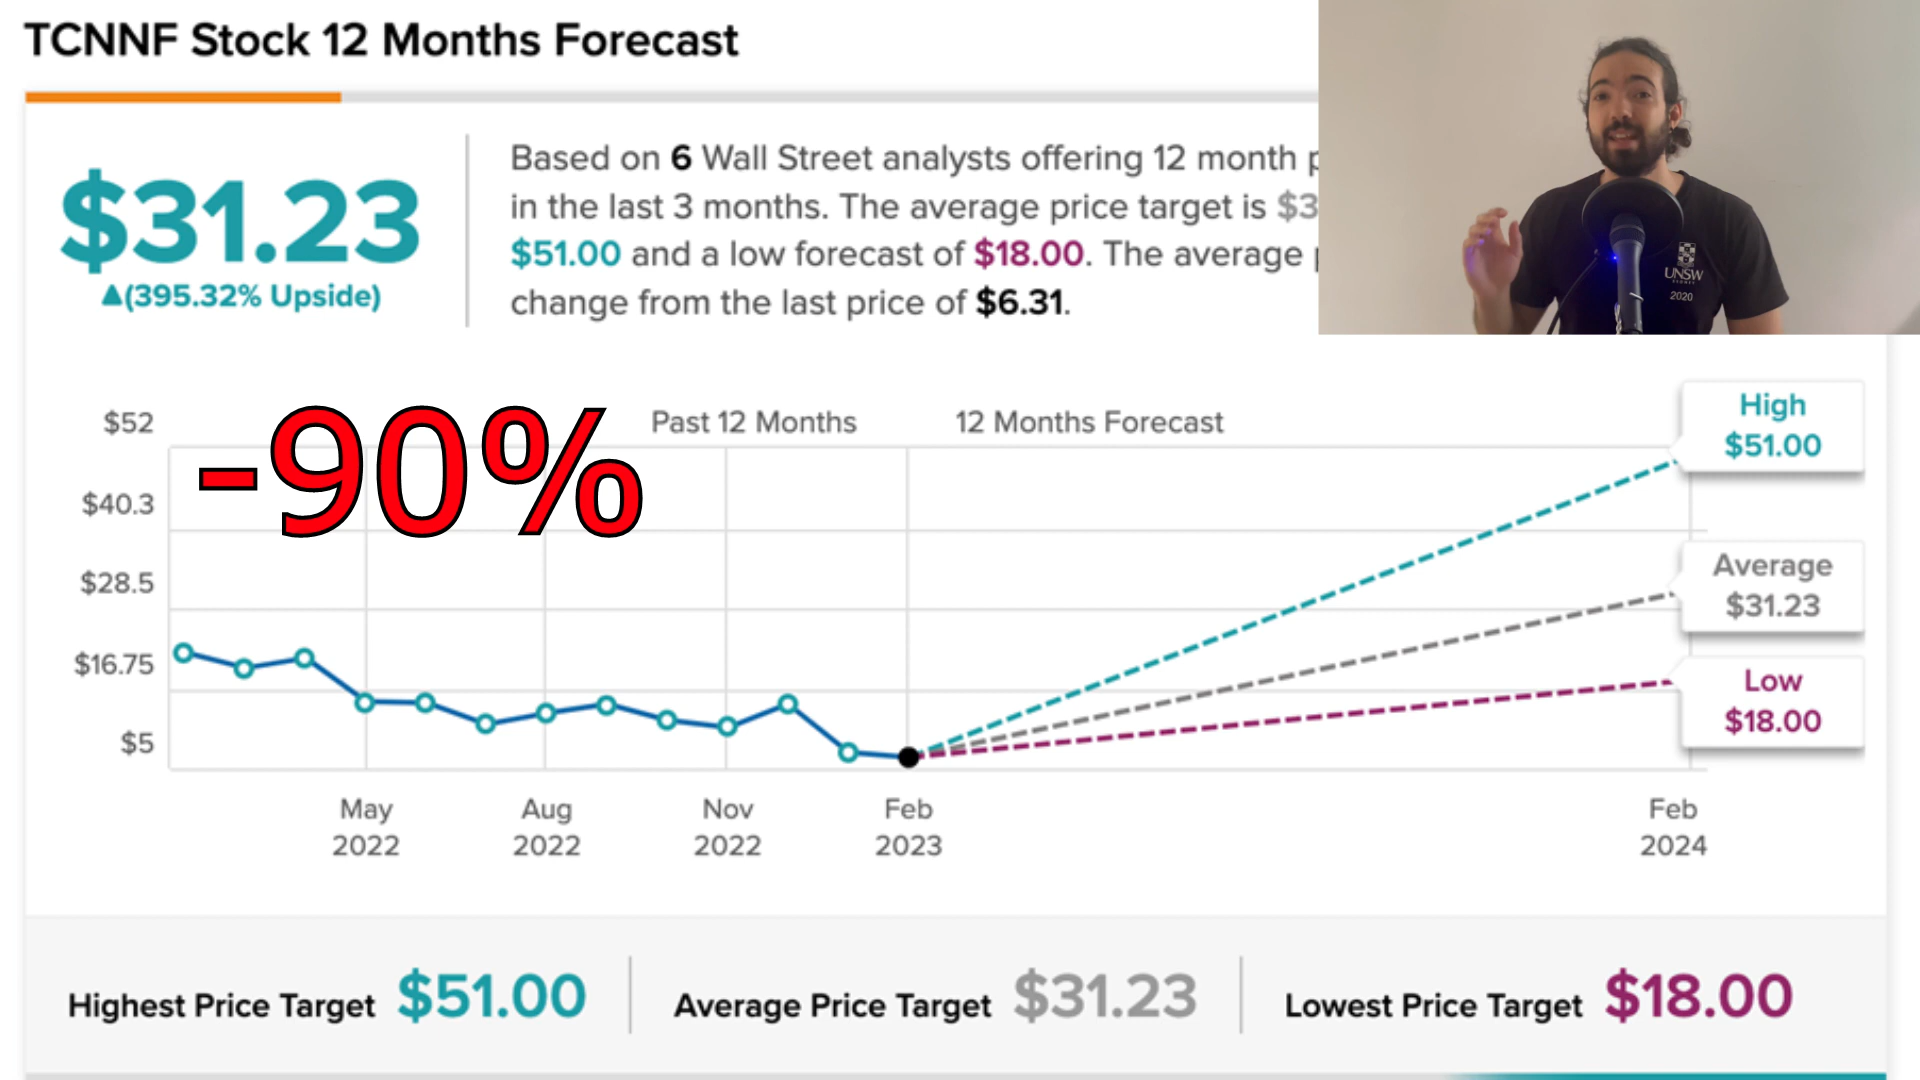 TCNNF Stock 12 Months Forecast
$31.23
▲(395.32% Upside)
Based on 6 Wall Street analysts offering 12 month
in the last 3 months. The average price target is $3
$51.00 and a low forecast of $18.00. The average
change from the last price of $6.31.
UNSW
SYDNEY
2020
-90%
Past 12 Months
12 Months Forecast
$52
$40.3
$28.5
$16.75
$5
High
$51.00
Average
$31.23
Low
$18.00
May
2022
Aug
2022
Nov
2022
Feb
2023
Feb
2024
Highest Price Target $51.00
Average Price Target $31.23
Lowest Price Target $18.00